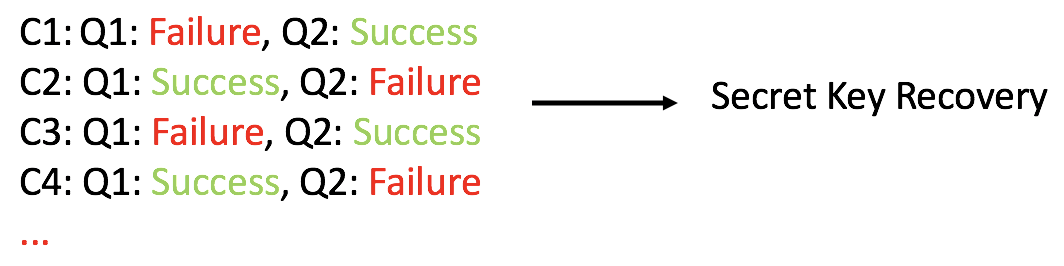 C1: Q1: Failure, Q2: Success
C2: Q1: Success, Q2: Failure
C3: Q1: Failure, Q2: Success
C4: Q1: Success, Q2: Failure
...
Secret Key Recovery